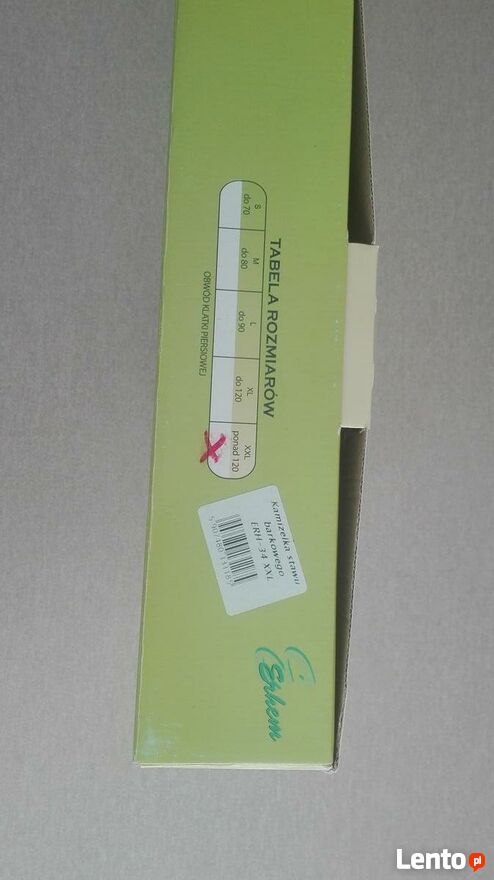 TABELA ROZMIARÓW
S M L XL XXL
do 70 do 80 do 90 do 120 ponad 120
OBWÓD KLATKI PIERSIOWEJ
Kamizelka stawu
barkowego
ERH-34 XXL
Erhem
Lento.pl